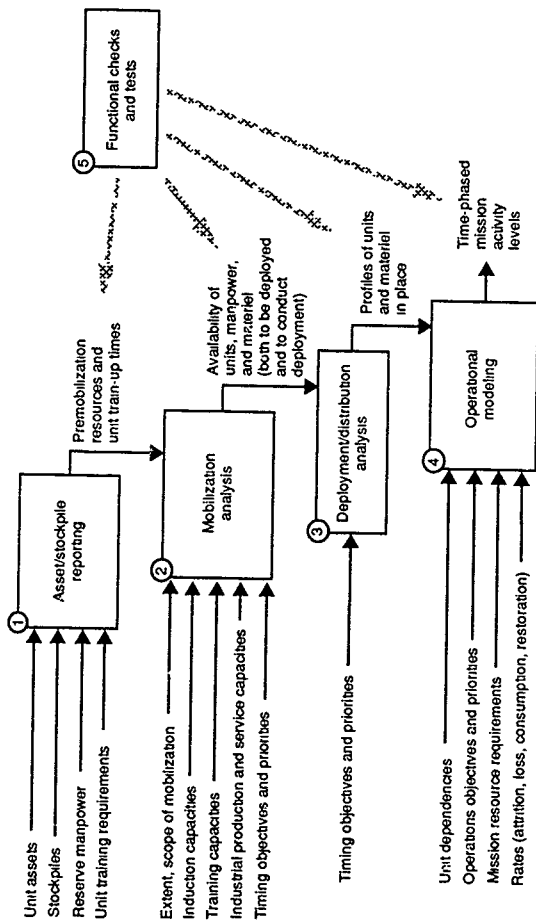 Unit assets
Stockpiles
Reserve manpower
Unit training requirements
1
Asset/stockpile
reporting
Premobilization
resources and
unit train-up times
5
Functional checks
and tests
Extent, scope of mobilization
Induction capacities
Training capacities
Industrial production and service capacities
Timing objectives and priorities
2
Mobilization
analysis
Availability of
units, manpower,
and materiel
(both to be deployed
and to conduct
deployment)
Timing objectives and priorities
3
Deployment/distribution
analysis
Profiles of units
and materiel
in place
Unit dependencies
Operations objectives and priorities
Mission resource requirements
Rates (attrition, loss, consumption, restoration)
4
Operational
modeling
Time-phased
mission
activity
levels